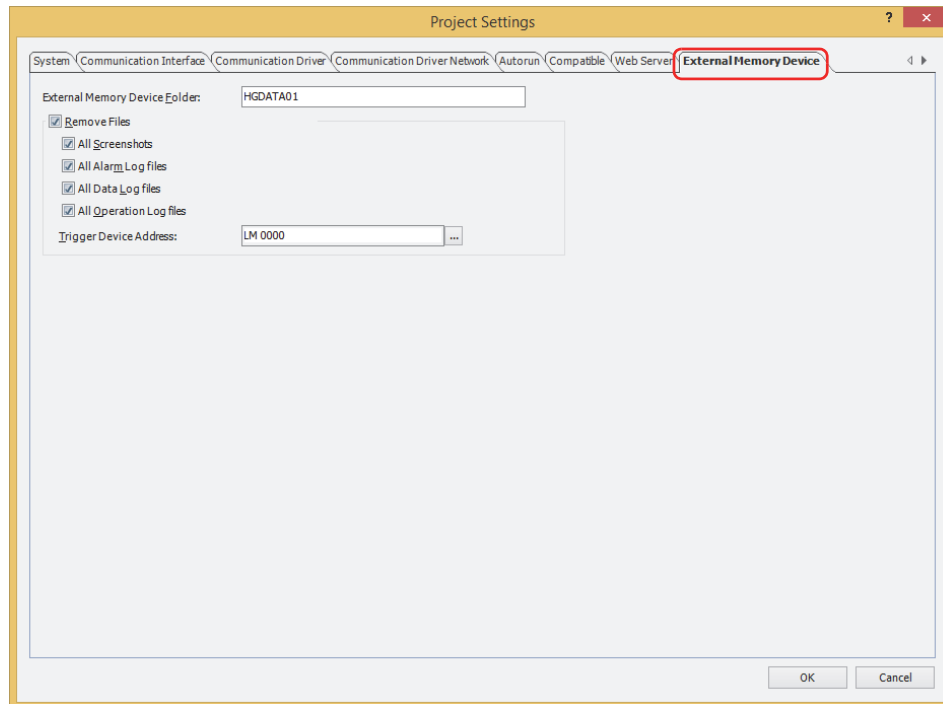 Project Settings
? ×
System Communication Interface Communication Driver Communication Driver Network Autorun Compatible Web Server External Memory Device
External Memory Device Folder: HGDATA01
Remove Files
All Screenshots
All Alarm Log files
All Data Log files
All Operation Log files
Trigger Device Address: LM 0000 ...
OK Cancel